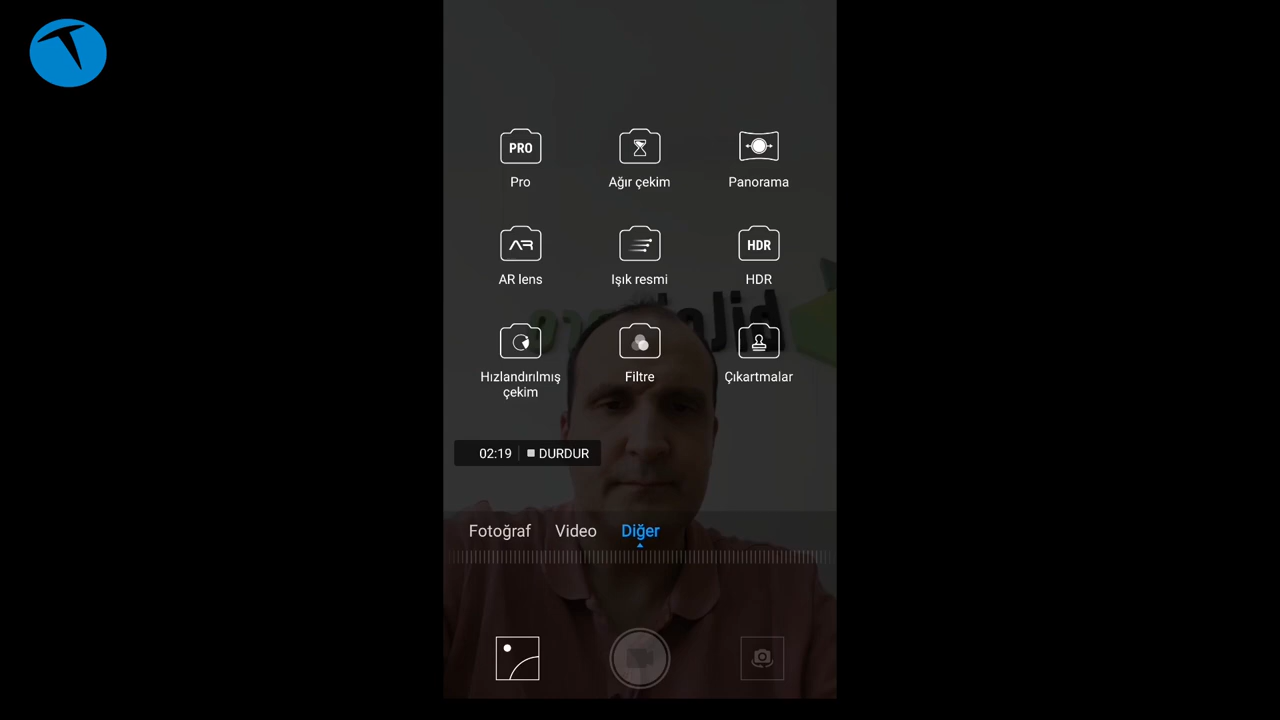 PRO
Pro
Ağır çekim
Panorama
AR
AR lens
Işık resmi
HDR
HDR
Hızlandırılmış
çekim
Filtre
Çıkartmalar
02:19 DURDUR
Fotoğraf Video Diğer